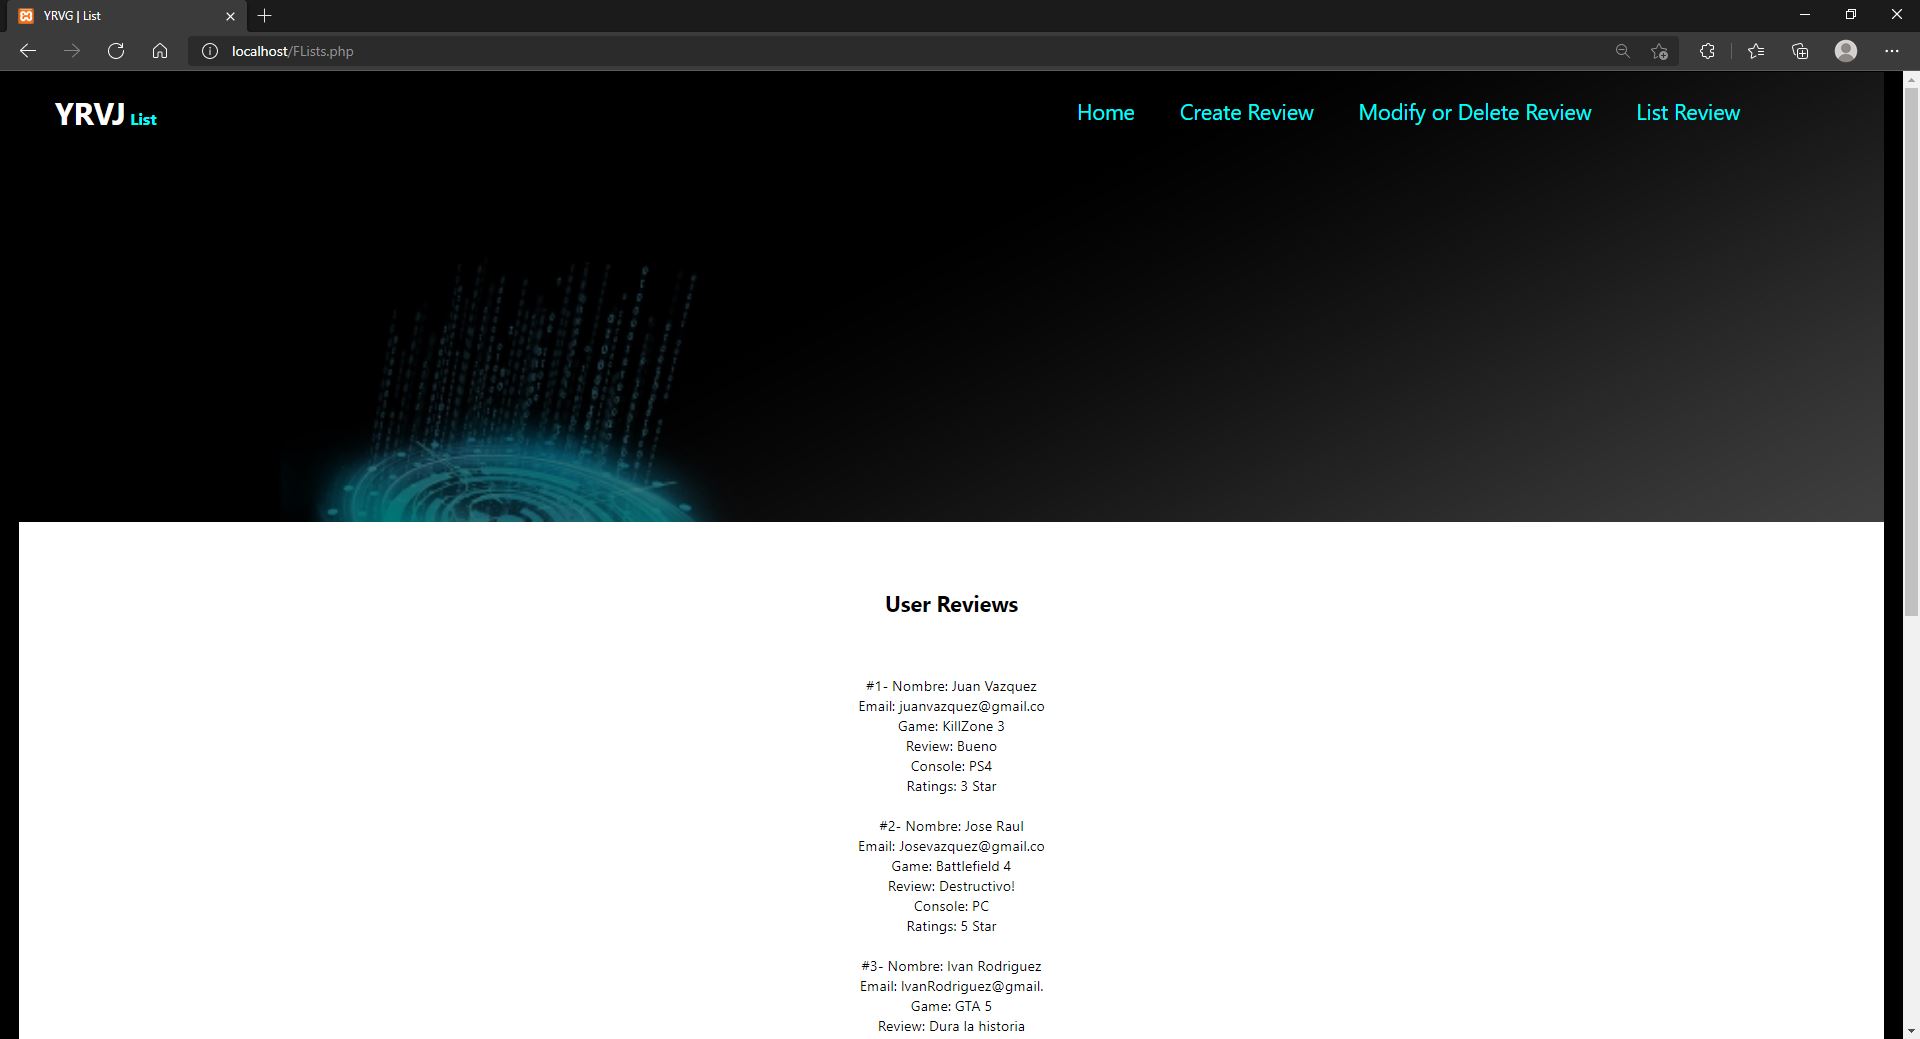 YRVG | List
localhost/FLists.php
YRVJ List
Home Create Review Modify or Delete Review List Review
User Reviews
#1- Nombre: Juan Vazquez
Email: juanvazquez@gmail.co
Game: KillZone 3
Review: Bueno
Console: PS4
Ratings: 3 Star
#2- Nombre: Jose Raul
Email: Josevazquez@gmail.co
Game: Battlefield 4
Review: Destructivo!
Console: PC
Ratings: 5 Star
#3- Nombre: Ivan Rodriguez
Email: IvanRodriguez@gmail.
Game: GTA 5
Review: Dura la historia